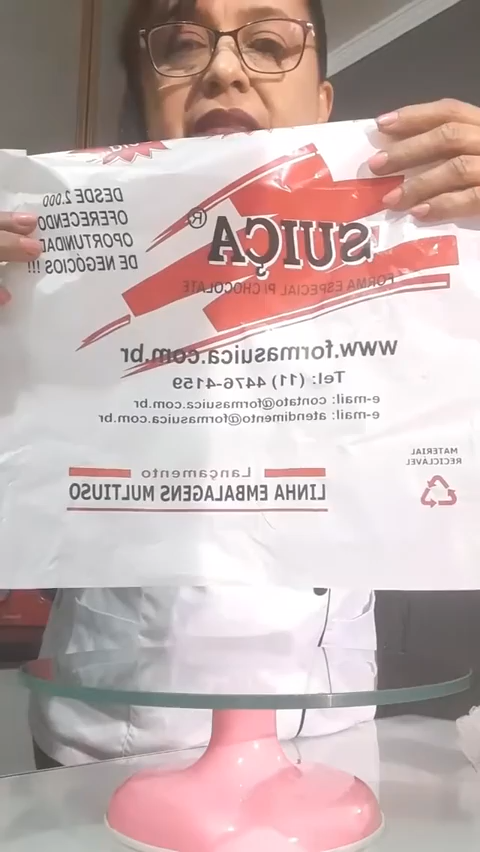 DESDE 2.000
OFERECENDO
OPORTUNIDAD
DE NEGÓCIOS !!!
SUIÇA®
FORMA ESPECIAL P/ CHOCOLATE
www.formasuica.com.br
Tel: (11) 4476-4159
e-mail: contato@formasuica.com.br
e-mail: atendimento@formasuica.com.br
MATERIAL
RECICLÁVEL
Lançamento
LINHA EMBALAGENS MULTIUSO